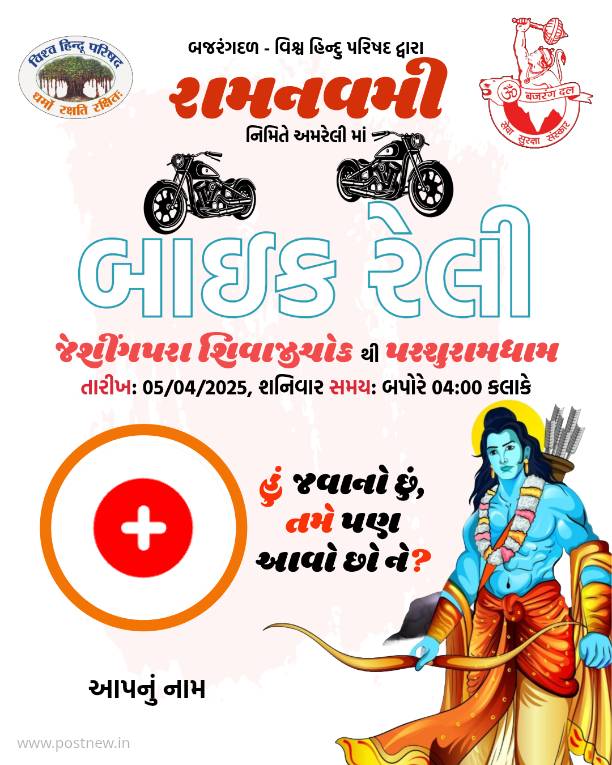 બજરંગદળ - વિશ્વ હિન્દુ પરિષદ દ્વારા
विश्व हिन्दू परिषद
धर्मो रक्षति रक्षितः
રામનવમી
बजरंग दल
सेवा सुरक्षा संस्कार
નિમિતે અમરેલી માં
બાઇક રેલી
જેશીંગપરા શિવાજીચોક થી પરશુરામધામ
તારીખ: 05/04/2025, શનિવાર સમય: બપોરે 04:00 કલાકે
હું જવાનો છું,
તમે પણ
આવો છો ને?
આપનું નામ
www.postnew.in